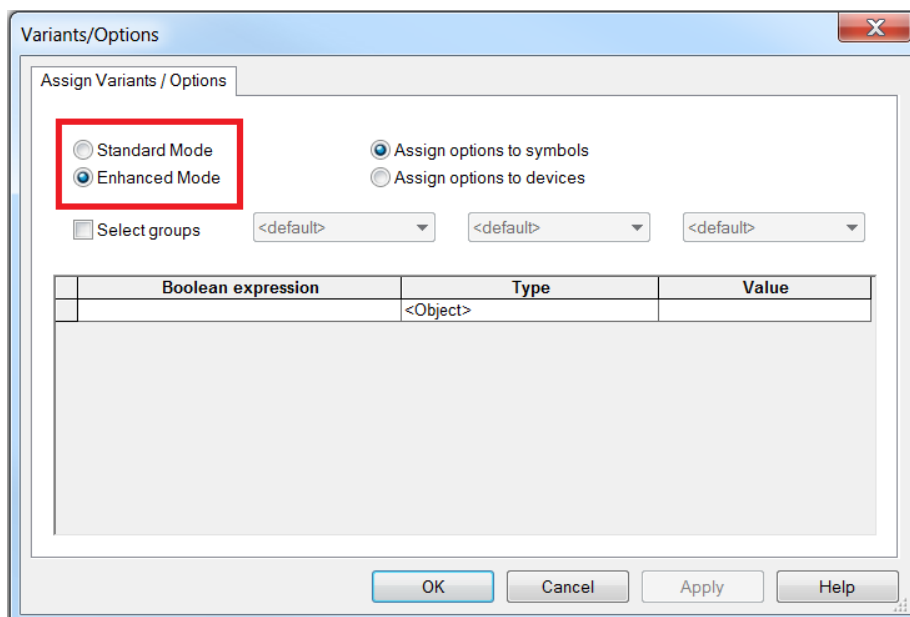 Variants/Options
X
Assign Variants / Options
Standard Mode
Assign options to symbols
Enhanced Mode
Assign options to devices
Select groups <default> <default> <default>
Boolean expression Type Value
<Object>
OK Cancel Apply Help